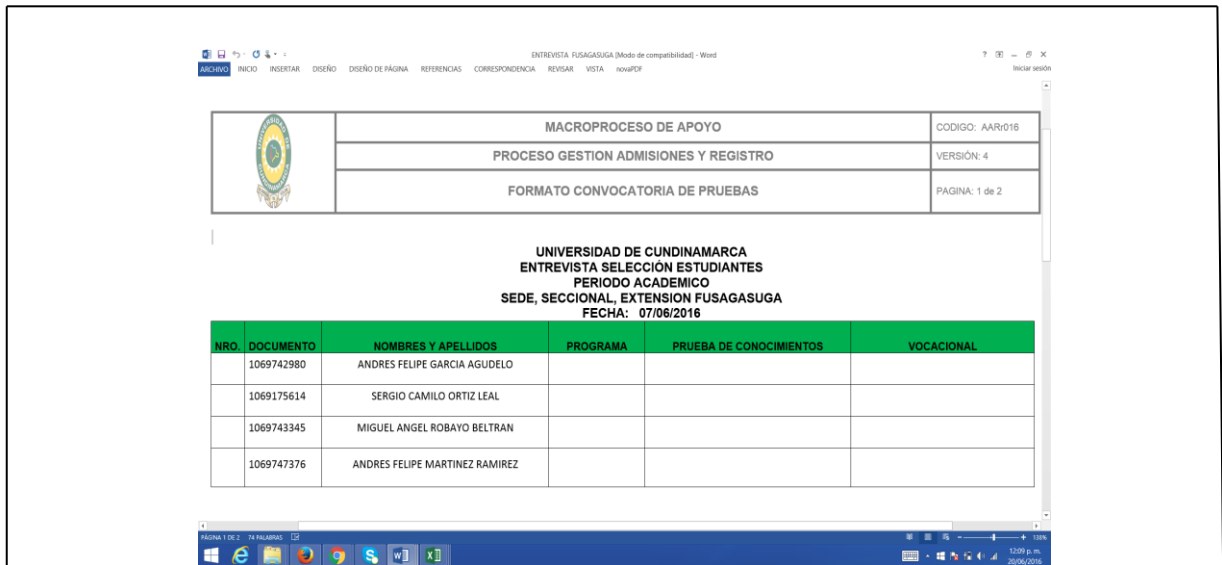 ENTREVISTA FUSAGASUGA [Modo de compatibilidad] - Word
ARCHIVO INICIO INSERTAR DISEÑO DISEÑO DE PÁGINA REFERENCIAS CORRESPONDENCIA REVISAR VISTA novaPDF Iniciar sesión
MACROPROCESO DE APOYO CODIGO: AARr016
PROCESO GESTION ADMISIONES Y REGISTRO VERSIÓN: 4
FORMATO CONVOCATORIA DE PRUEBAS PAGINA: 1 de 2
UNIVERSIDAD DE CUNDINAMARCA
ENTREVISTA SELECCIÓN ESTUDIANTES
PERIODO ACADEMICO
SEDE, SECCIONAL, EXTENSION FUSAGASUGA
FECHA: 07/06/2016
NRO. DOCUMENTO NOMBRES Y APELLIDOS PROGRAMA PRUEBA DE CONOCIMIENTOS VOCACIONAL
1069742980 ANDRES FELIPE GARCIA AGUDELO
1069175614 SERGIO CAMILO ORTIZ LEAL
1069743345 MIGUEL ANGEL ROBAYO BELTRAN
1069747376 ANDRES FELIPE MARTINEZ RAMIREZ
PÁGINA 1 DE 2 74 PALABRAS 138%
12:09 p. m.
20/06/2016